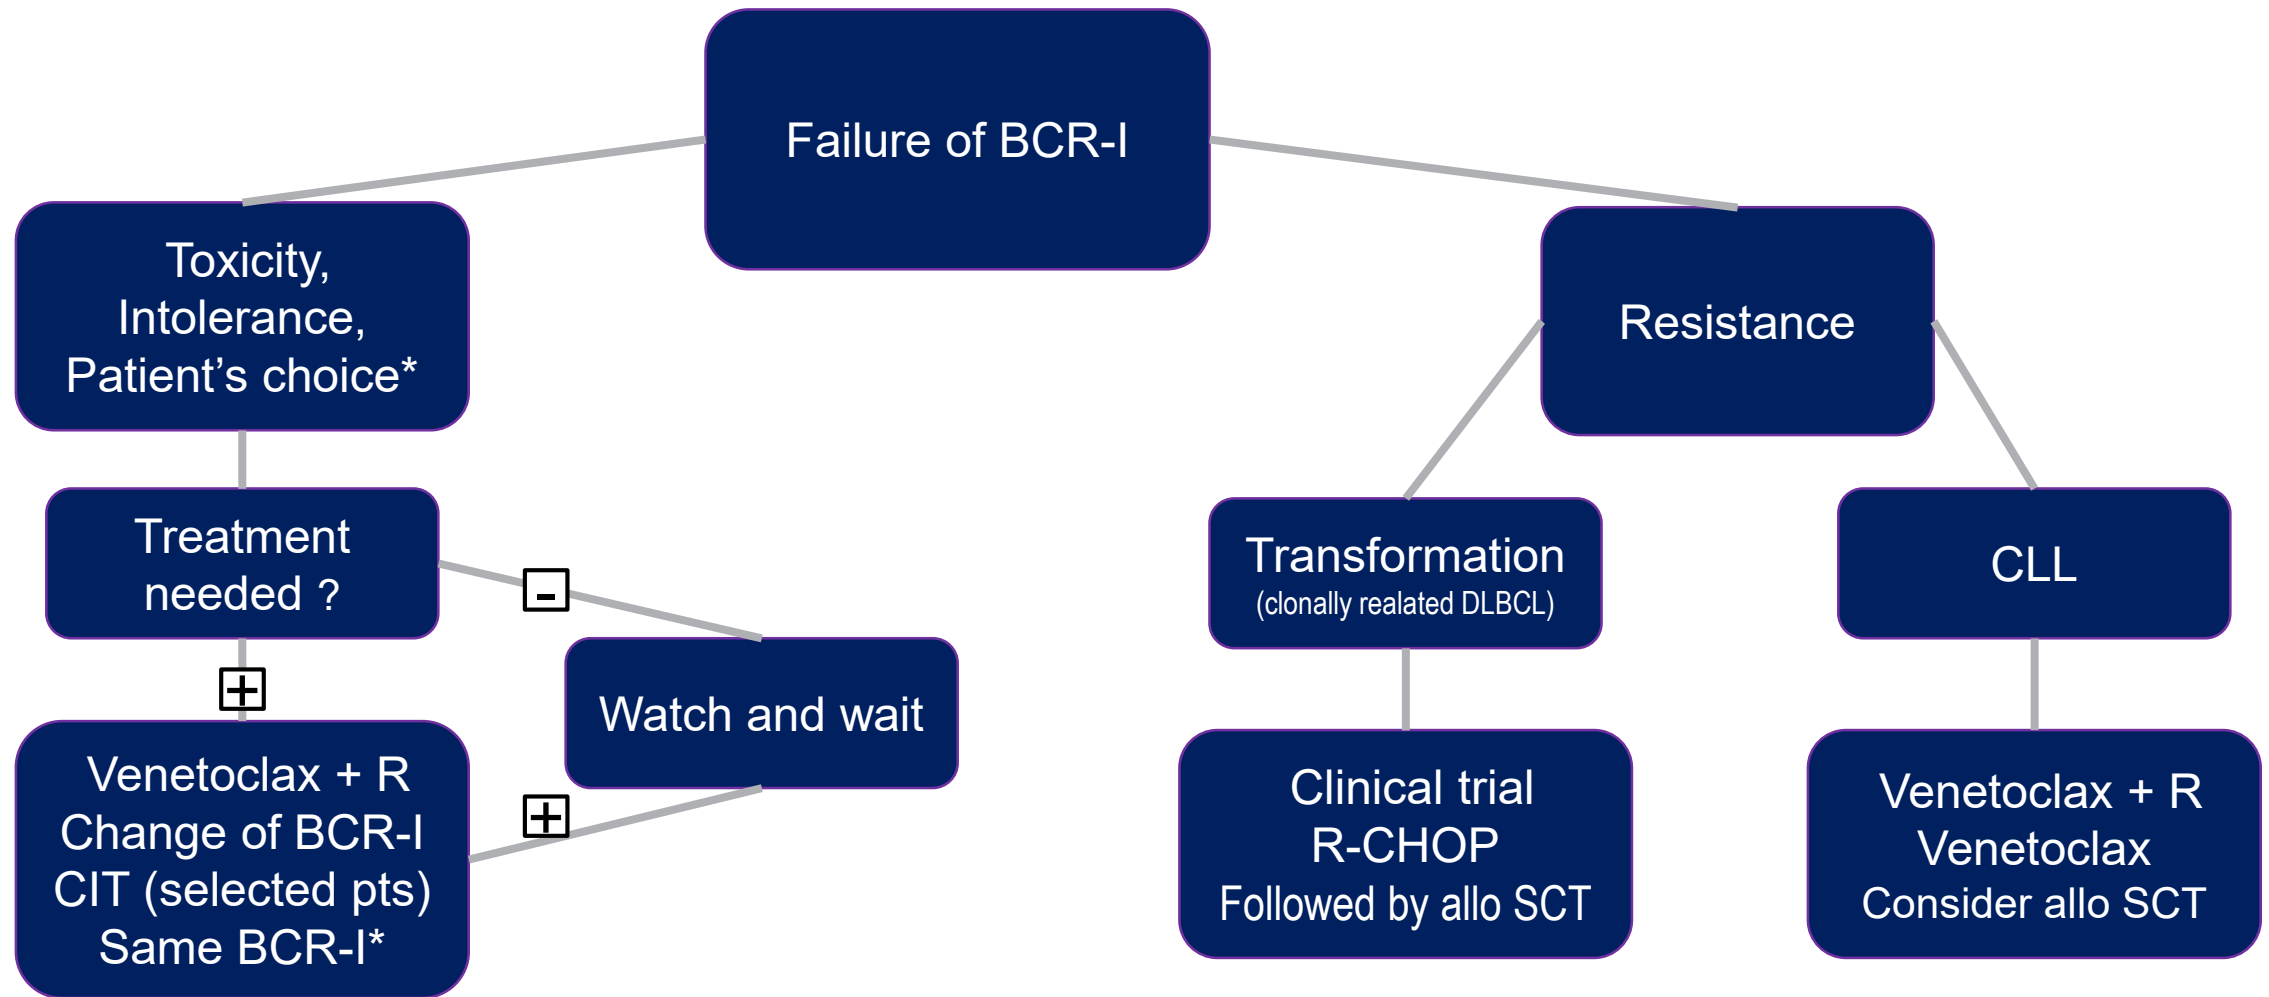 Failure of BCR-I
Toxicity,
Intolerance,
Patient’s choice*
Resistance
Treatment
needed ?
-
+
Watch and wait
+
Venetoclax + R
Change of BCR-I
CIT (selected pts)
Same BCR-I*
Transformation
(clonally realated DLBCL)
CLL
Clinical trial
R-CHOP
Followed by allo SCT
Venetoclax + R
Venetoclax
Consider allo SCT